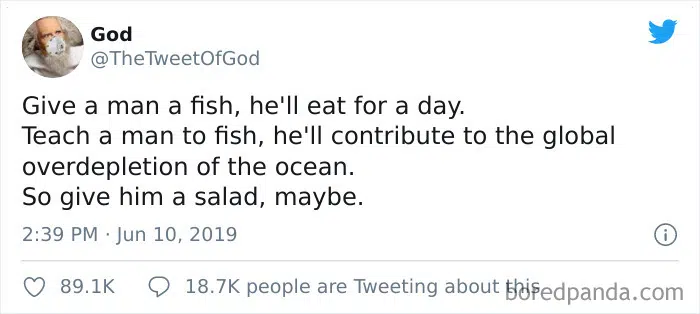 God
@TheTweetOfGod
Give a man a fish, he'll eat for a day.
Teach a man to fish, he'll contribute to the global
overdepletion of the ocean.
So give him a salad, maybe.
2:39 PM · Jun 10, 2019
89.1K 18.7K people are Tweeting about this
boredpanda.com